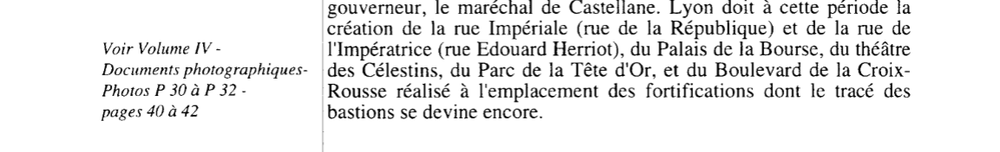 gouverneur, le maréchal de Castellane. Lyon doit à cette période la
création de la rue Impériale (rue de la République) et de la rue de
l'Impératrice (rue Edouard Herriot), du Palais de la Bourse, du théâtre
des Célestins, du Parc de la Tête d'Or, et du Boulevard de la Croix-
Rousse réalisé à l'emplacement des fortifications dont le tracé des
bastions se devine encore.
Voir Volume IV -
Documents photographiques-
Photos P 30 à P 32 -
pages 40 à 42